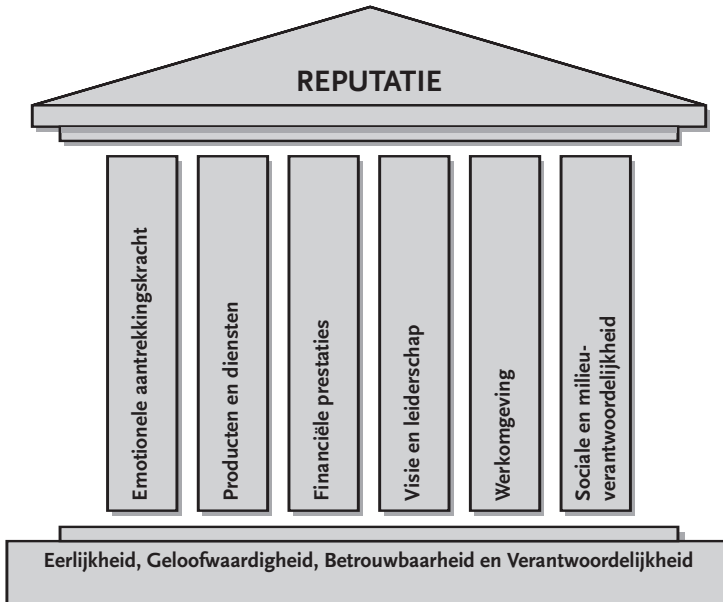 REPUTATIE
Emotionele aantrekkingskracht
Producten en diensten
Financiële prestaties
Visie en leiderschap
Werkomgeving
Sociale en milieu-
verantwoordelijkheid
Eerlijkheid, Geloofwaardigheid, Betrouwbaarheid en Verantwoordelijkheid